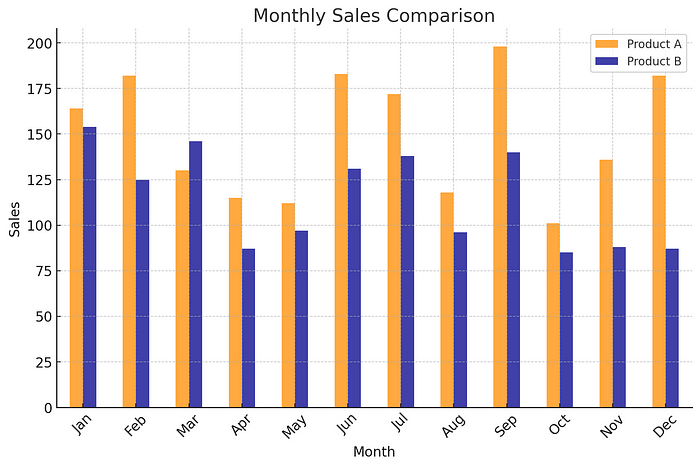 Monthly Sales Comparison
Product A
Product B
200
175
150
125
100
75
50
25
0
Sales
Jan Feb Mar Apr May Jun Jul Aug Sep Oct Nov Dec
Month